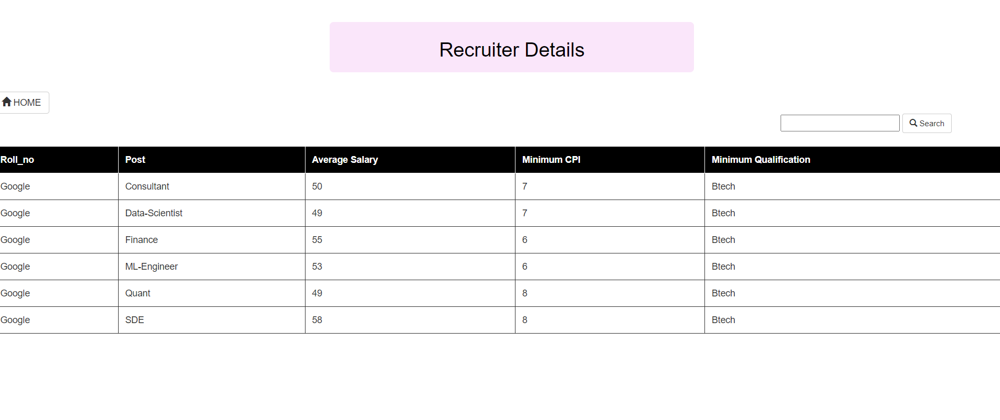 Recruiter Details
HOME
Search
Roll_no Post Average Salary Minimum CPI Minimum Qualification
Google Consultant 50 7 Btech
Google Data-Scientist 49 7 Btech
Google Finance 55 6 Btech
Google ML-Engineer 53 6 Btech
Google Quant 49 8 Btech
Google SDE 58 8 Btech